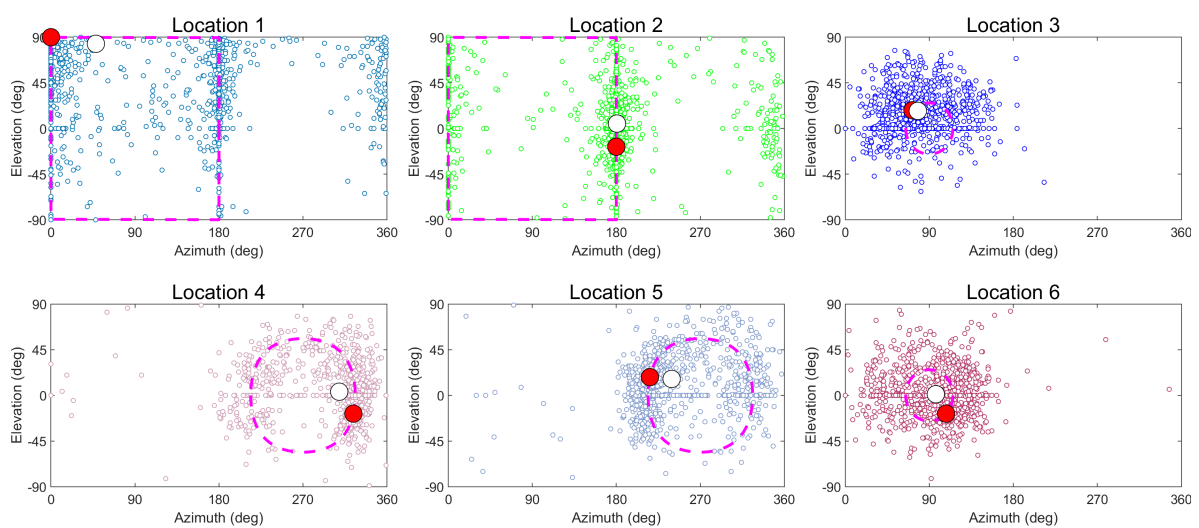 Location 1
90
45
0
-45
-90
Elevation (deg)
0 90 180 270 360
Azimuth (deg)
Location 2
90
45
0
-45
-90
Elevation (deg)
0 90 180 270 360
Azimuth (deg)
Location 3
90
45
0
-45
-90
Elevation (deg)
0 90 180 270 360
Azimuth (deg)
Location 4
90
45
0
-45
-90
Elevation (deg)
0 90 180 270 360
Azimuth (deg)
Location 5
90
45
0
-45
-90
Elevation (deg)
0 90 180 270 360
Azimuth (deg)
Location 6
90
45
0
-45
-90
Elevation (deg)
0 90 180 270 360
Azimuth (deg)